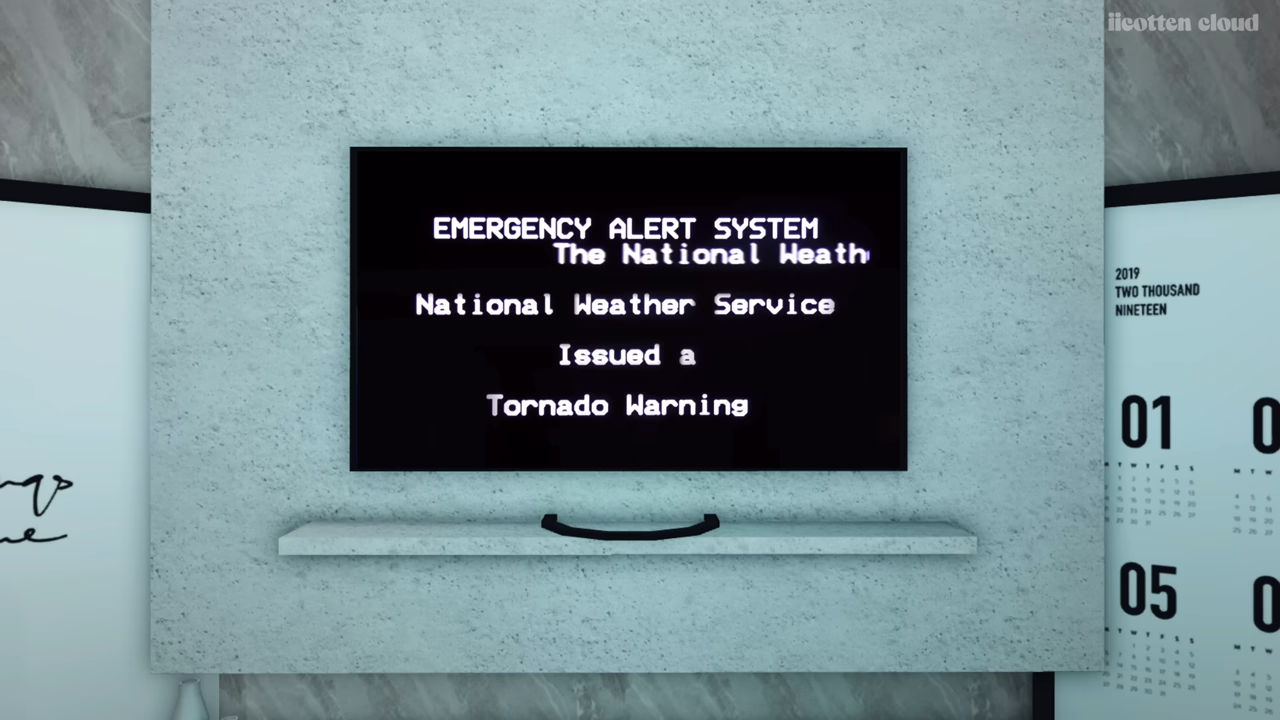 iicotten cloud
EMERGENCY ALERT SYSTEM
The National Weath
National Weather Service
Issued a
Tornado Warning
2019
TWO THOUSAND
NINETEEN
01
05